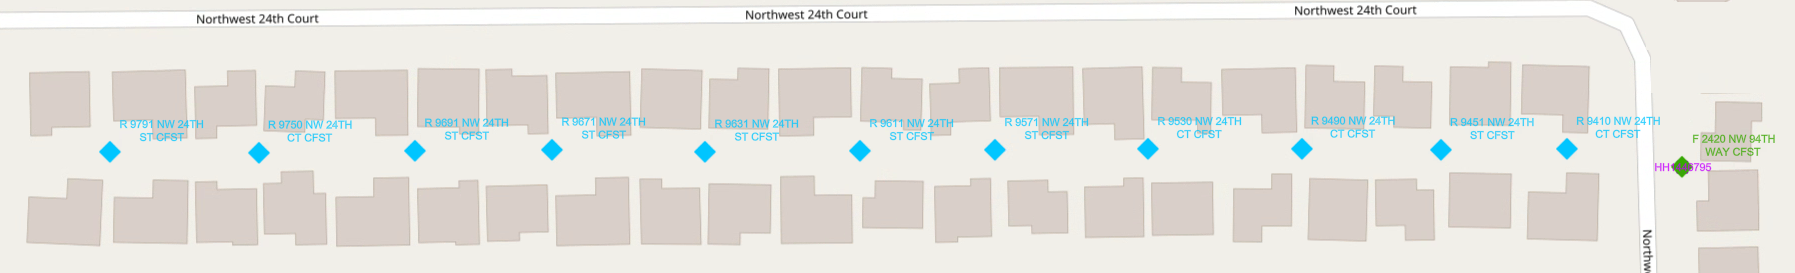 Northwest 24th Court
Northwest 24th Court
Northwest 24th Court
R 9791 NW 24TH
ST CFST
R 9750 NW 24TH
CT CFST
R 9691 NW 24TH
ST CFST
R 9671 NW 24TH
ST CFST
R 9631 NW 24TH
ST CFST
R 9611 NW 24TH
ST CFST
R 9571 NW 24TH
ST CFST
R 9530 NW 24TH
CT CFST
R 9490 NW 24TH
CT CFST
R 9451 NW 24TH
ST CFST
R 9410 NW 24TH
CT CFST
F 2420 NW 94TH
WAY CFST
Northw